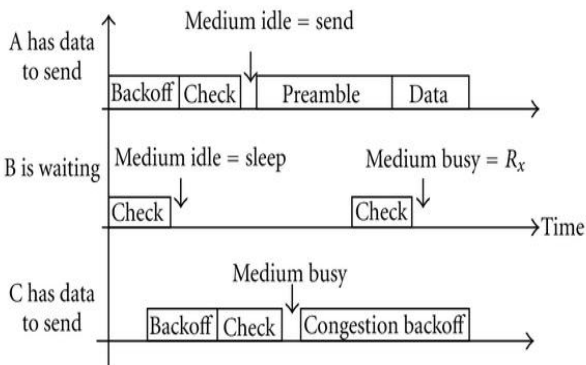 Medium idle = send
A has data
to send
Backoff Check Preamble Data
Medium idle = sleep
Medium busy = Rx
B is waiting
Check Check
Time
Medium busy
C has data
to send
Backoff Check Congestion backoff